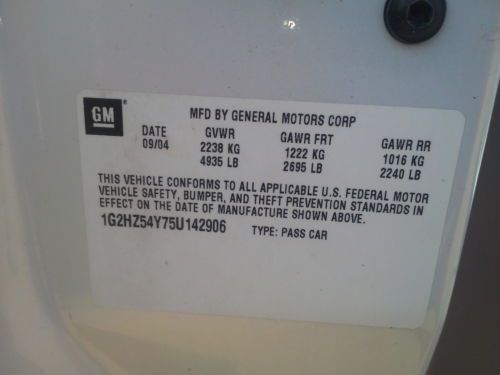 GM
MFD BY GENERAL MOTORS CORP
DATE GVWR GAWR FRT GAWR RR
09/04 2238 KG 1222 KG 1016 KG
4935 LB 2695 LB 2240 LB
THIS VEHICLE CONFORMS TO ALL APPLICABLE U.S. FEDERAL MOTOR
VEHICLE SAFETY, BUMPER, AND THEFT PREVENTION STANDARDS IN
EFFECT ON THE DATE OF MANUFACTURE SHOWN ABOVE.
1G2HZ54Y75U142906 TYPE: PASS CAR